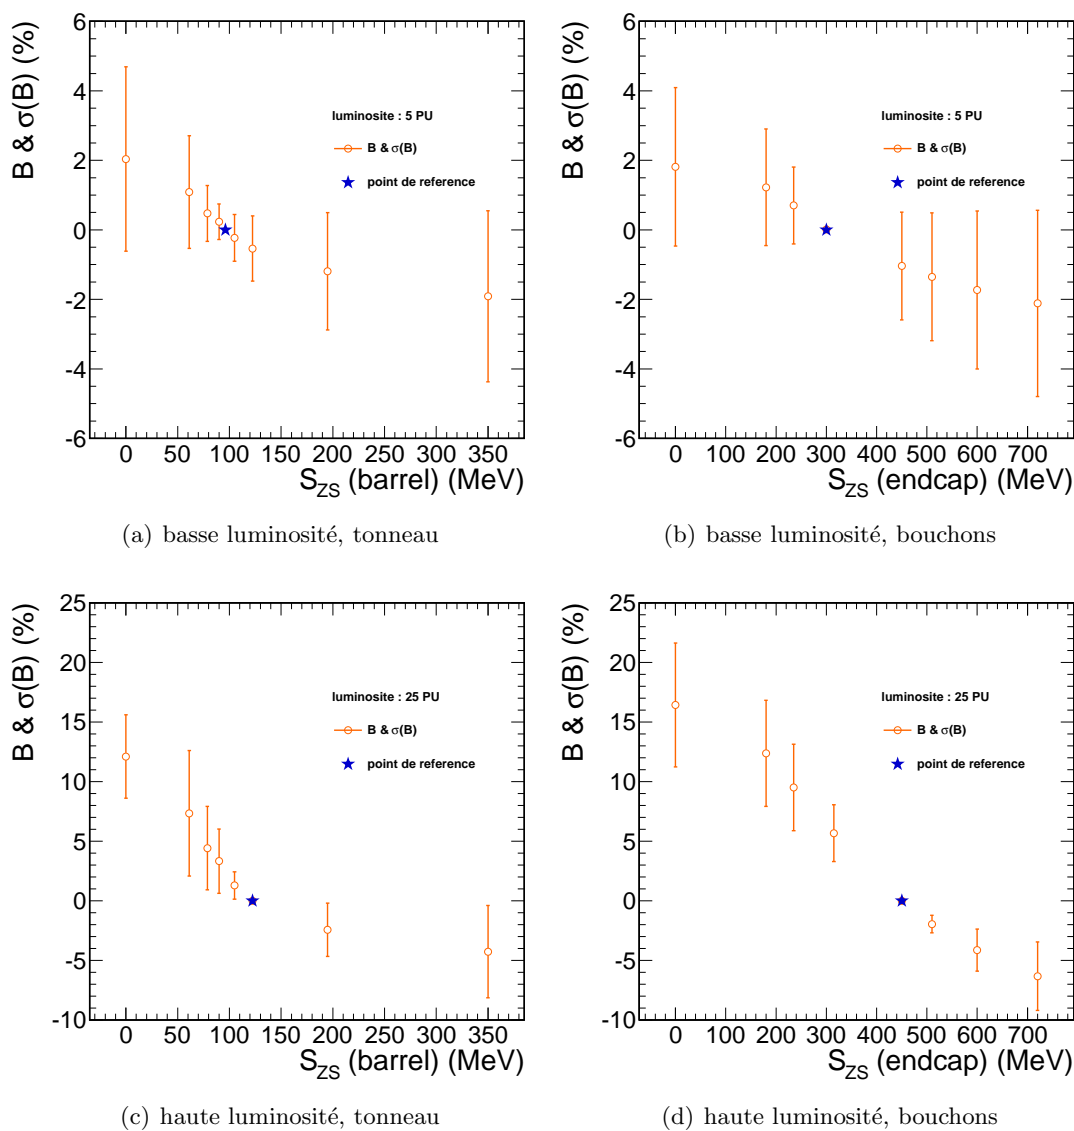 B & σ(B) (%)
6
4
2
0
-2
-4
-6
luminosite : 5 PU
B & σ(B)
point de reference
0 50 100 150 200 250 300 350
S_ZS (barrel) (MeV)
(a) basse luminosité, tonneau
B & σ(B) (%)
6
4
2
0
-2
-4
-6
luminosite : 5 PU
B & σ(B)
point de reference
0 100 200 300 400 500 600 700
S_ZS (endcap) (MeV)
(b) basse luminosité, bouchons
B & σ(B) (%)
25
20
15
10
5
0
-5
-10
luminosite : 25 PU
B & σ(B)
point de reference
0 50 100 150 200 250 300 350
S_ZS (barrel) (MeV)
(c) haute luminosité, tonneau
B & σ(B) (%)
25
20
15
10
5
0
-5
-10
luminosite : 25 PU
B & σ(B)
point de reference
0 100 200 300 400 500 600 700
S_ZS (endcap) (MeV)
(d) haute luminosité, bouchons